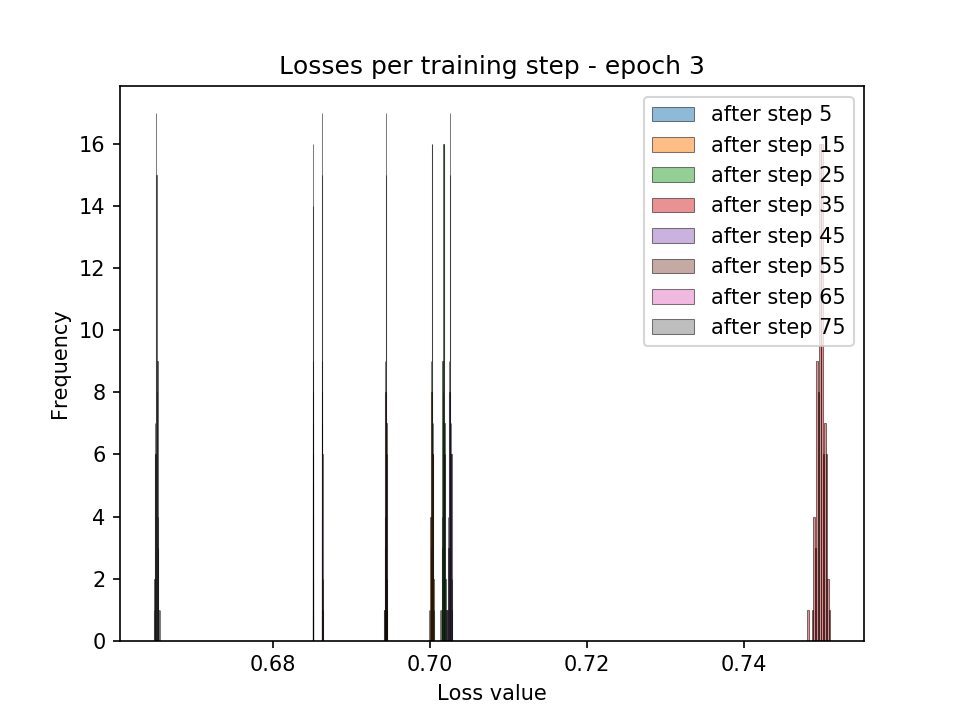 Losses per training step - epoch 3
after step 5
after step 15
after step 25
after step 35
after step 45
after step 55
after step 65
after step 75
16
14
12
10
8
6
4
2
0
Frequency
0.68 0.70 0.72 0.74
Loss value